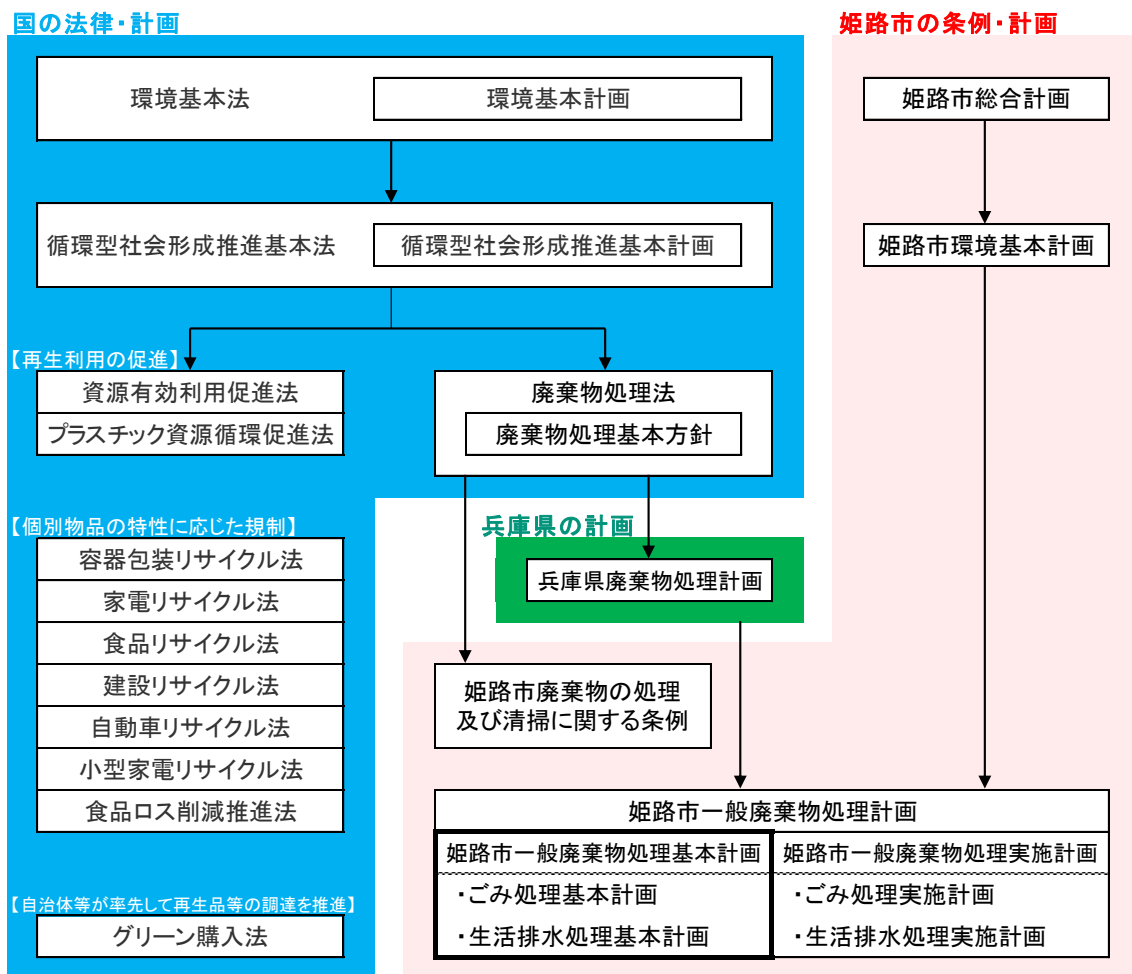 国の法律・計画
環境基本法
環境基本計画
循環型社会形成推進基本法
循環型社会形成推進基本計画
【再生利用の促進】
資源有効利用促進法
プラスチック資源循環促進法
廃棄物処理法
廃棄物処理基本方針
【個別物品の特性に応じた規制】
容器包装リサイクル法
家電リサイクル法
食品リサイクル法
建設リサイクル法
自動車リサイクル法
小型家電リサイクル法
食品ロス削減推進法
【自治体等が率先して再生品等の調達を推進】
グリーン購入法
兵庫県の計画
兵庫県廃棄物処理計画
姫路市の条例・計画
姫路市総合計画
姫路市環境基本計画
姫路市廃棄物の処理
及び清掃に関する条例
姫路市一般廃棄物処理計画
姫路市一般廃棄物処理基本計画
・ごみ処理基本計画
・生活排水処理基本計画
姫路市一般廃棄物処理実施計画
・ごみ処理実施計画
・生活排水処理実施計画